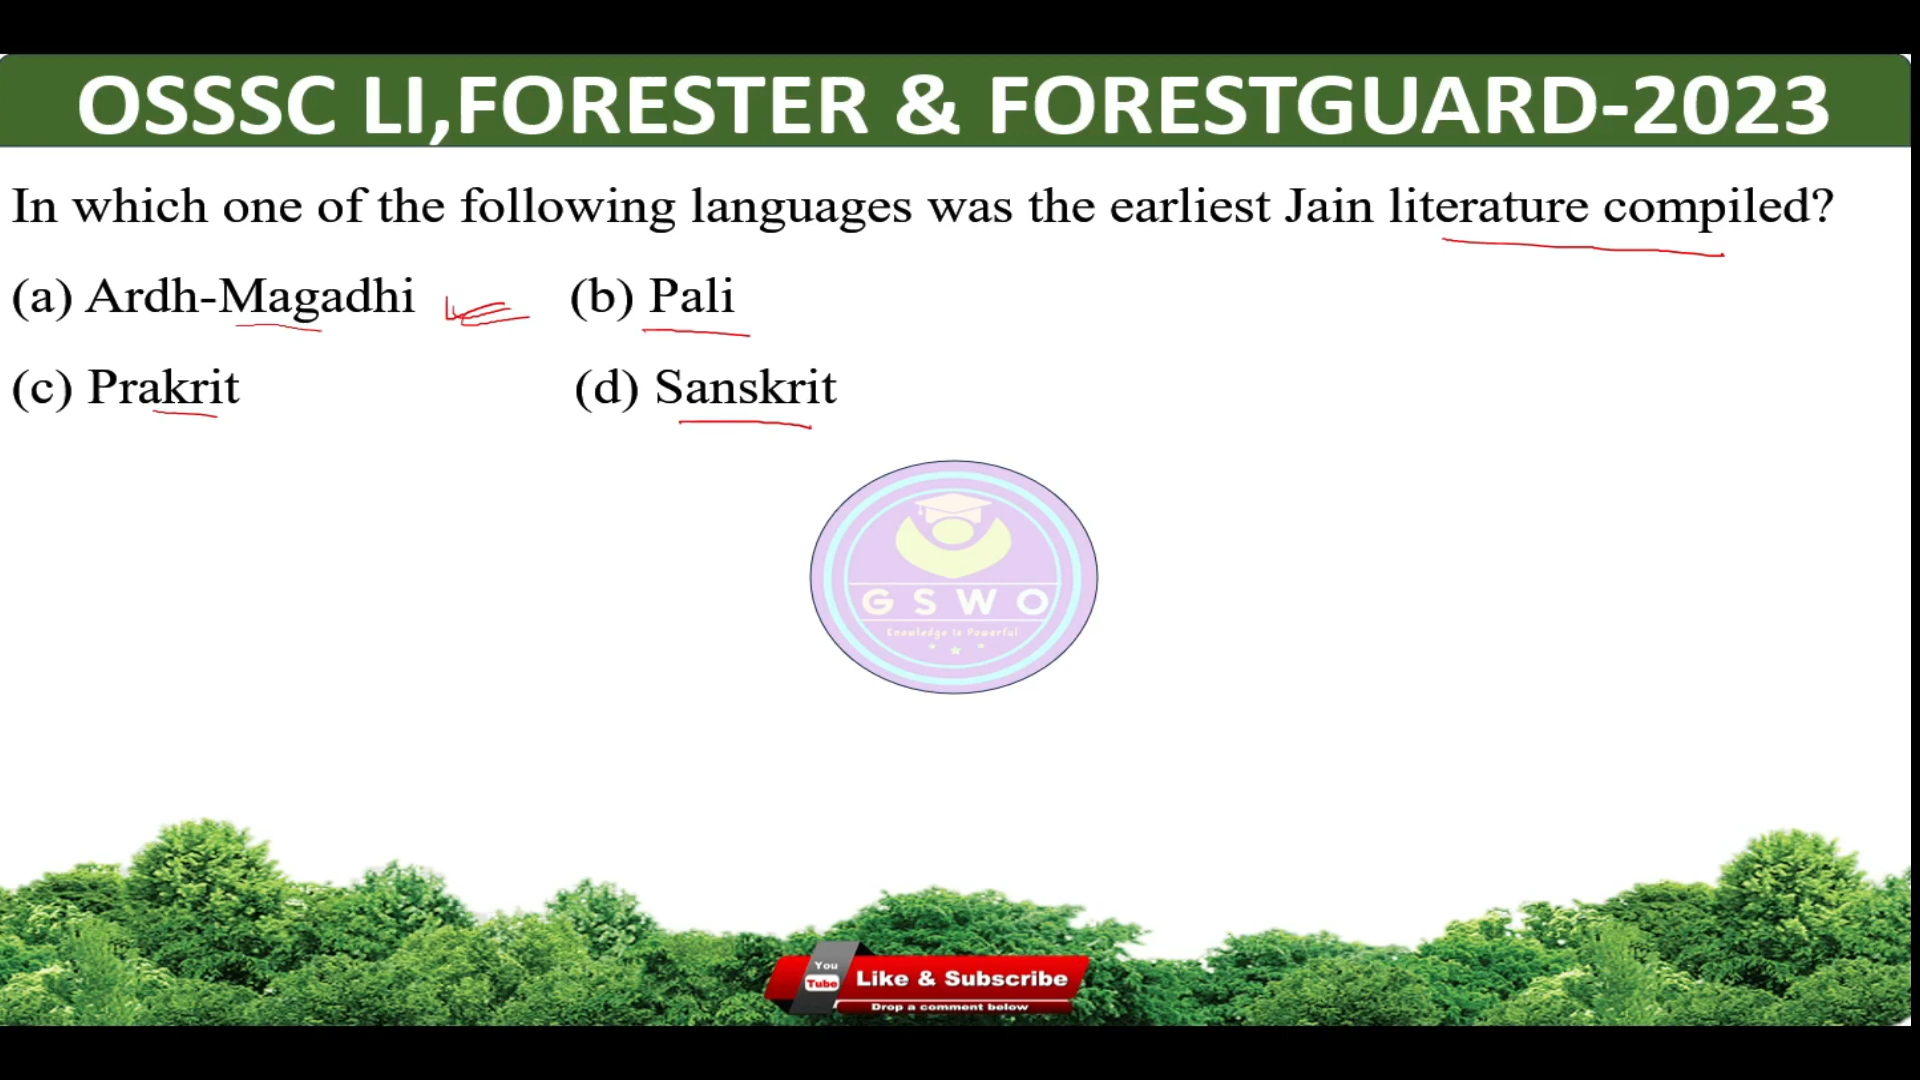 OSSSC LI,FORESTER & FORESTGUARD-2023
In which one of the following languages was the earliest Jain literature compiled?
(a) Ardh-Magadhi (b) Pali
(c) Prakrit (d) Sanskrit
G S W O
Knowledge Is Powerful
You
Tube
Like & Subscribe
Drop a comment below